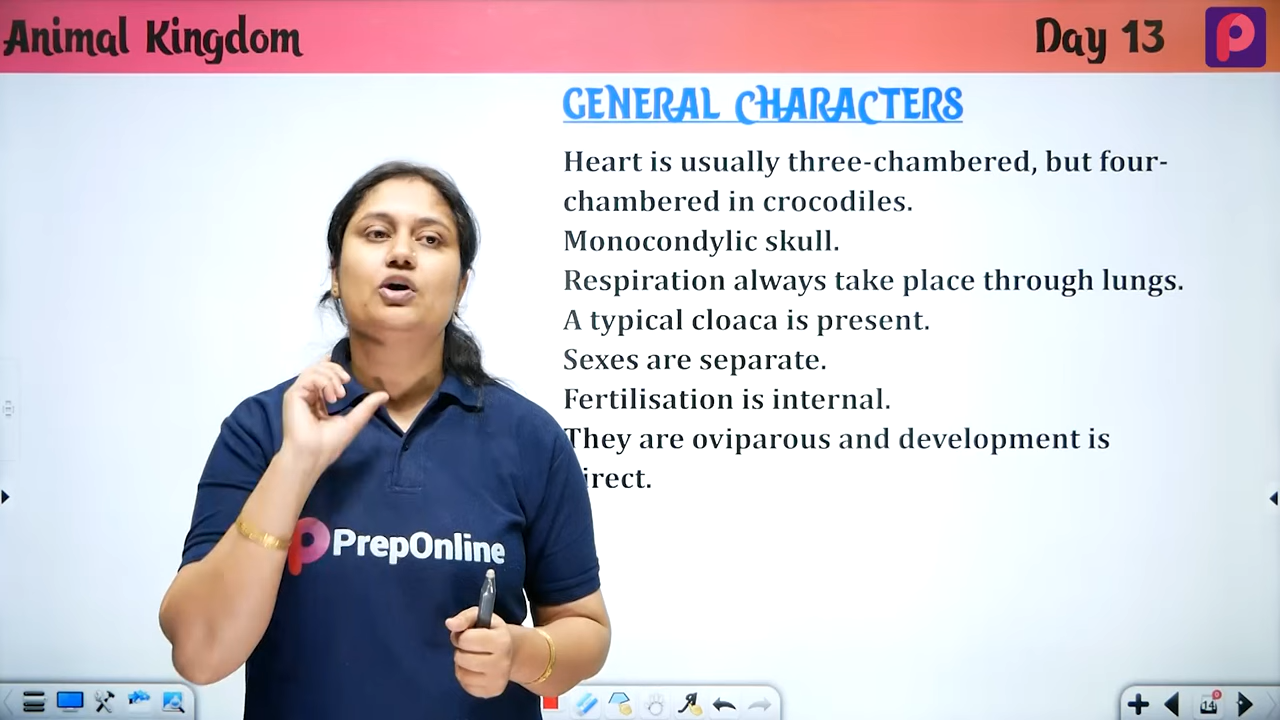 Animal Kingdom
Day 13
GENERAL CHARACTERS
Heart is usually three-chambered, but four-
chambered in crocodiles.
Monocondylic skull.
Respiration always take place through lungs.
A typical cloaca is present.
Sexes are separate.
Fertilisation is internal.
They are oviparous and development is
irect.
PrepOnline
14